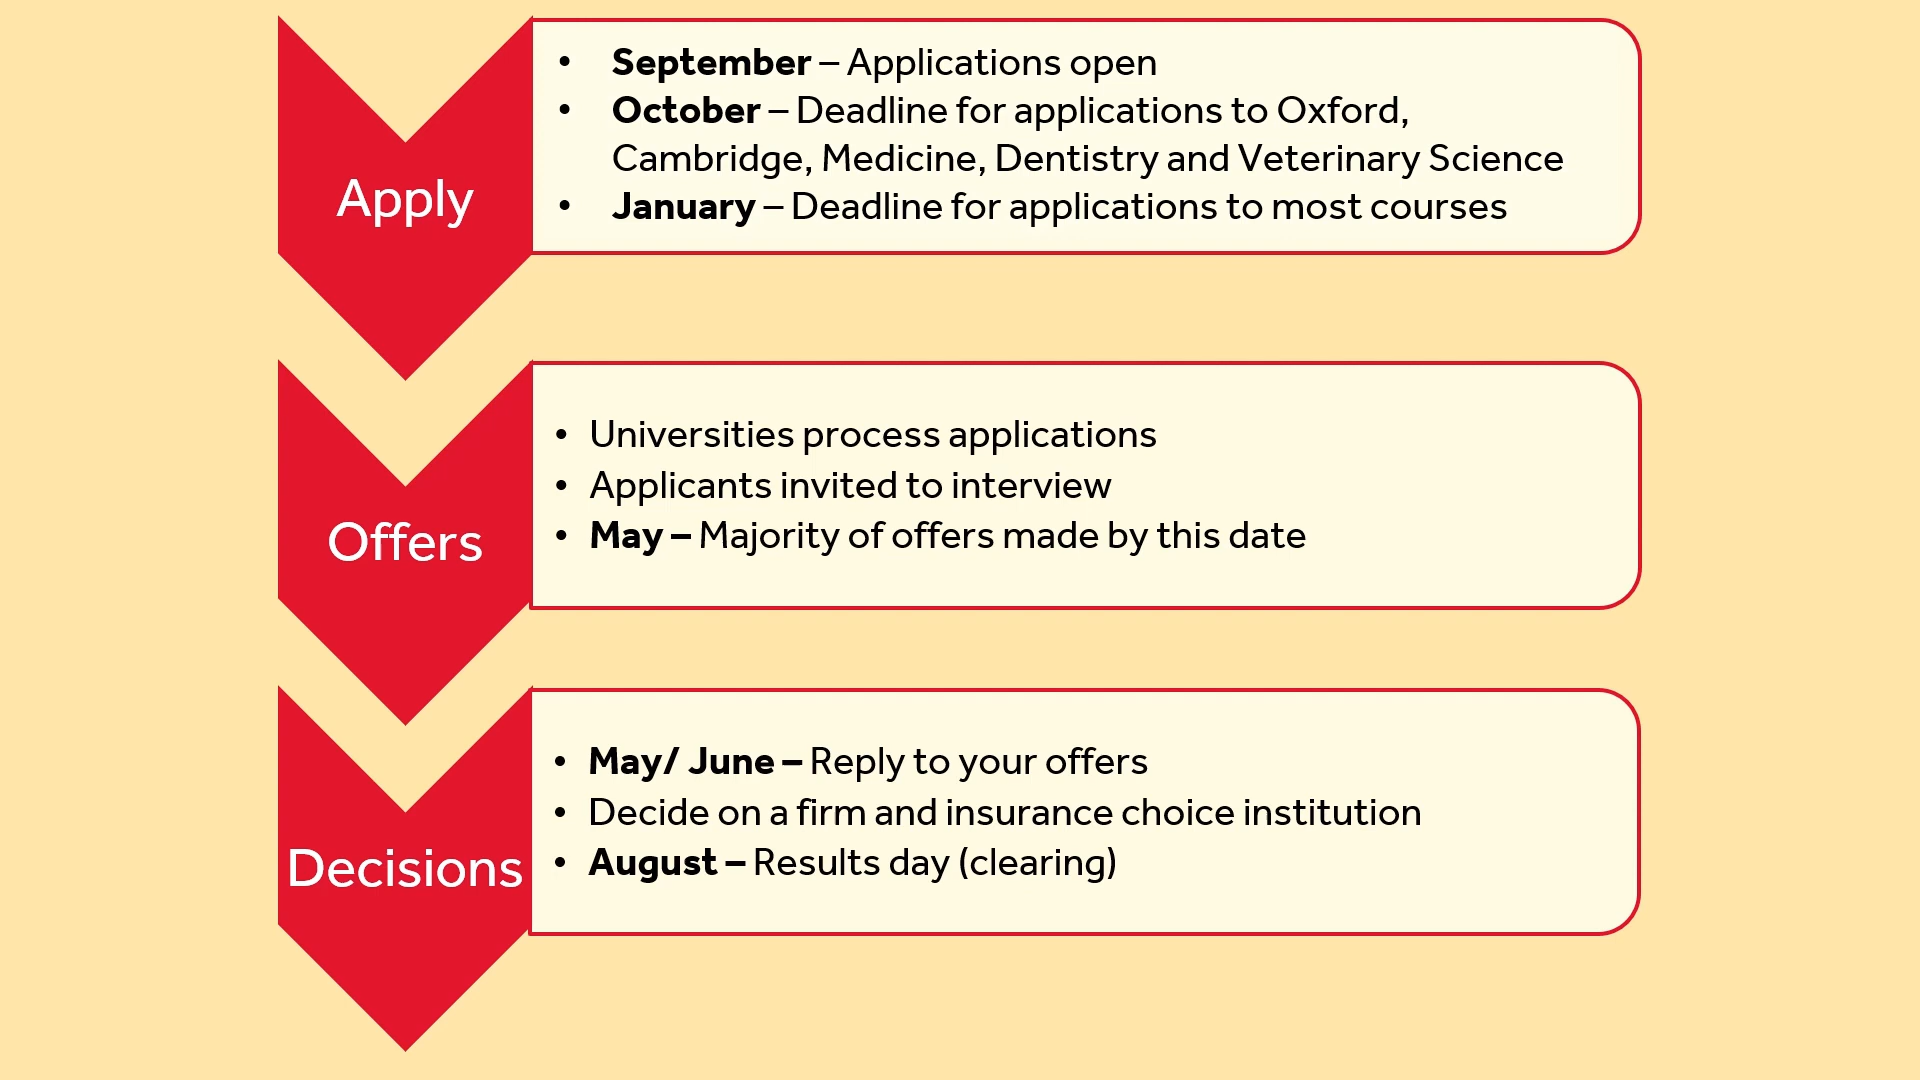 Apply
• September – Applications open
• October – Deadline for applications to Oxford,
Cambridge, Medicine, Dentistry and Veterinary Science
• January – Deadline for applications to most courses
Offers
• Universities process applications
• Applicants invited to interview
• May – Majority of offers made by this date
Decisions
• May/ June – Reply to your offers
• Decide on a firm and insurance choice institution
• August – Results day (clearing)